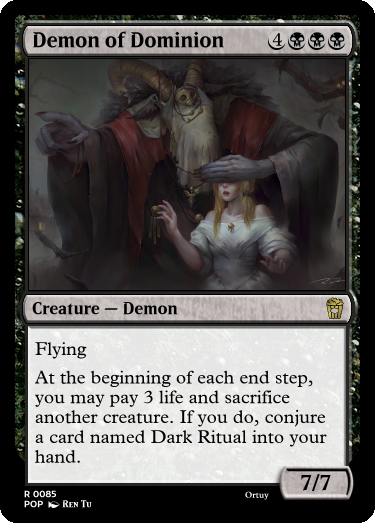 Demon of Dominion 4
Creature — Demon
Flying
At the beginning of each end step,
you may pay 3 life and sacrifice
another creature. If you do, conjure
a card named Dark Ritual into your
hand.
7/7
R 0085
POP Ren Tu
Ortuy